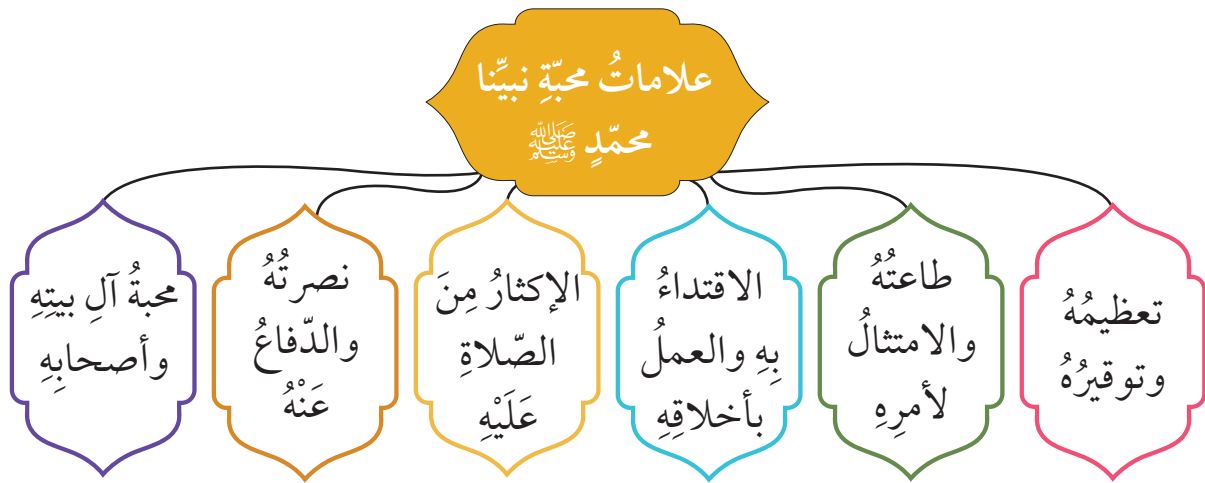 علاماتُ محبّةِ نبيِّنا
محمّدٍ ﷺ
تعظيمُهُ
وتوقيرُهُ
طاعتُهُ
والامتثالُ
لأمرِهِ
الاقتداءُ
بِهِ والعملُ
بأخلاقِهِ
الإكثارُ مِنَ
الصّلاةِ
عَلَيْهِ
نصرتُهُ
والدّفاعُ
عَنْهُ
محبةُ آلِ بيتِهِ
وأصحابِهِ